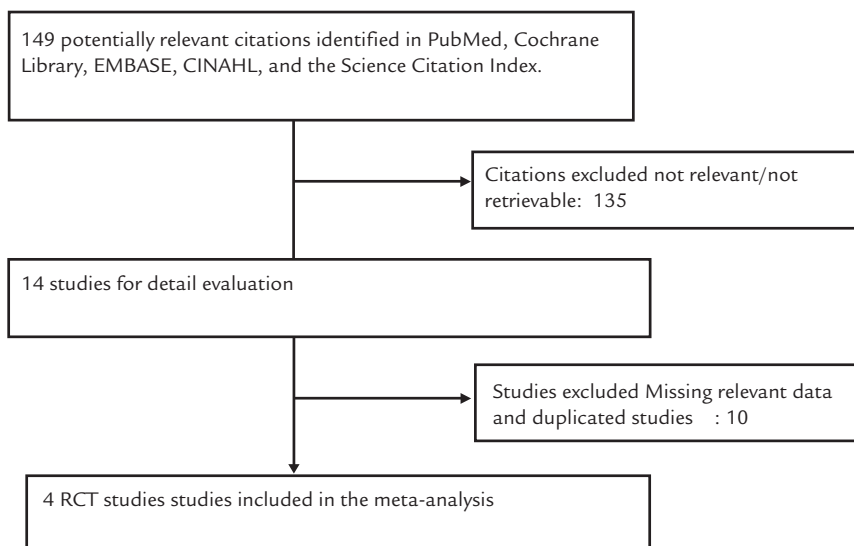 149 potentially relevant citations identified in PubMed, Cochrane
Library, EMBASE, CINAHL, and the Science Citation Index.
Citations excluded not relevant/not
retrievable: 135
14 studies for detail evaluation
Studies excluded Missing relevant data
and duplicated studies : 10
4 RCT studies studies included in the meta-analysis